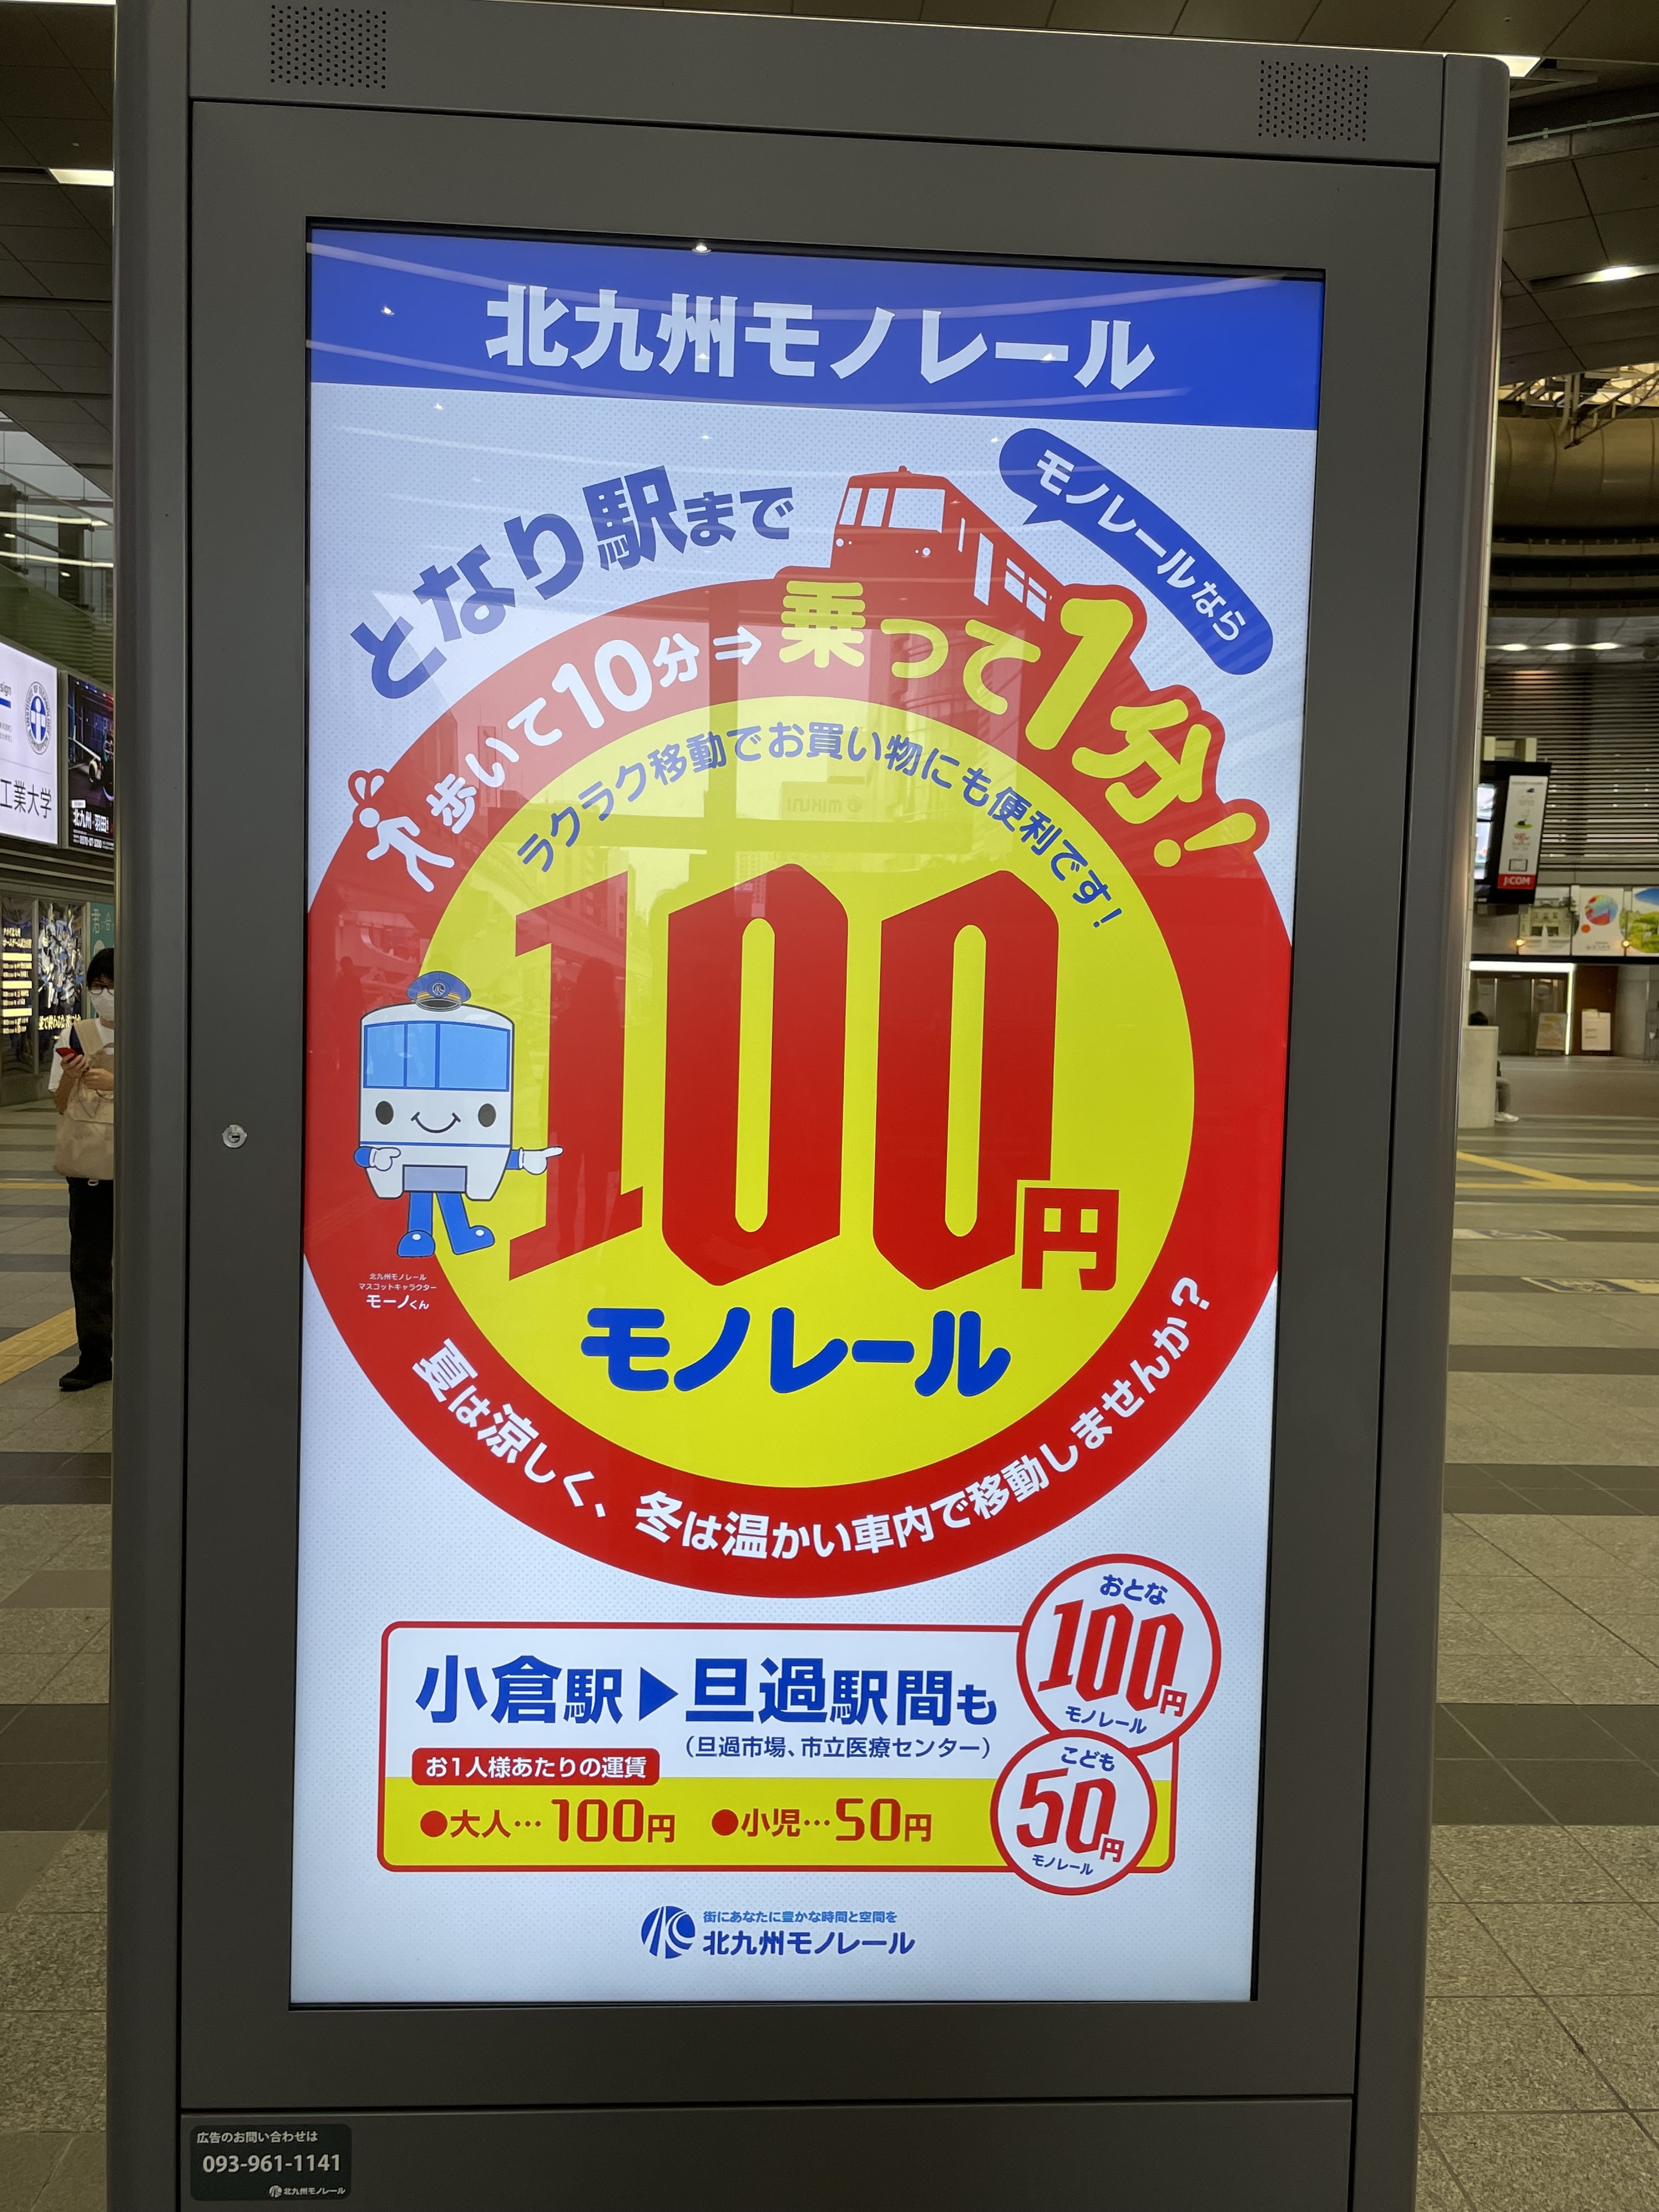 北九州モノレール
となり駅まで
モノレールなら
歩いて10分⇒乗って1分!
ラクラク移動でお買い物にも便利です!
100円
モノレール
北九州モノレール
マスコットキャラクター
モーノくん
夏は涼しく、冬は温かい車内で移動しませんか?
小倉駅▶旦過駅間も
(旦過市場、市立医療センター)
お1人様あたりの運賃
●大人…100円 ●小児…50円
おとな
100円
モノレール
こども
50円
モノレール
街にあなたに豊かな時間と空間を
北九州モノレール
広告のお問い合わせは
093-961-1141
北九州モノレール
sign
工業大学
北九州・羽田
J:COM